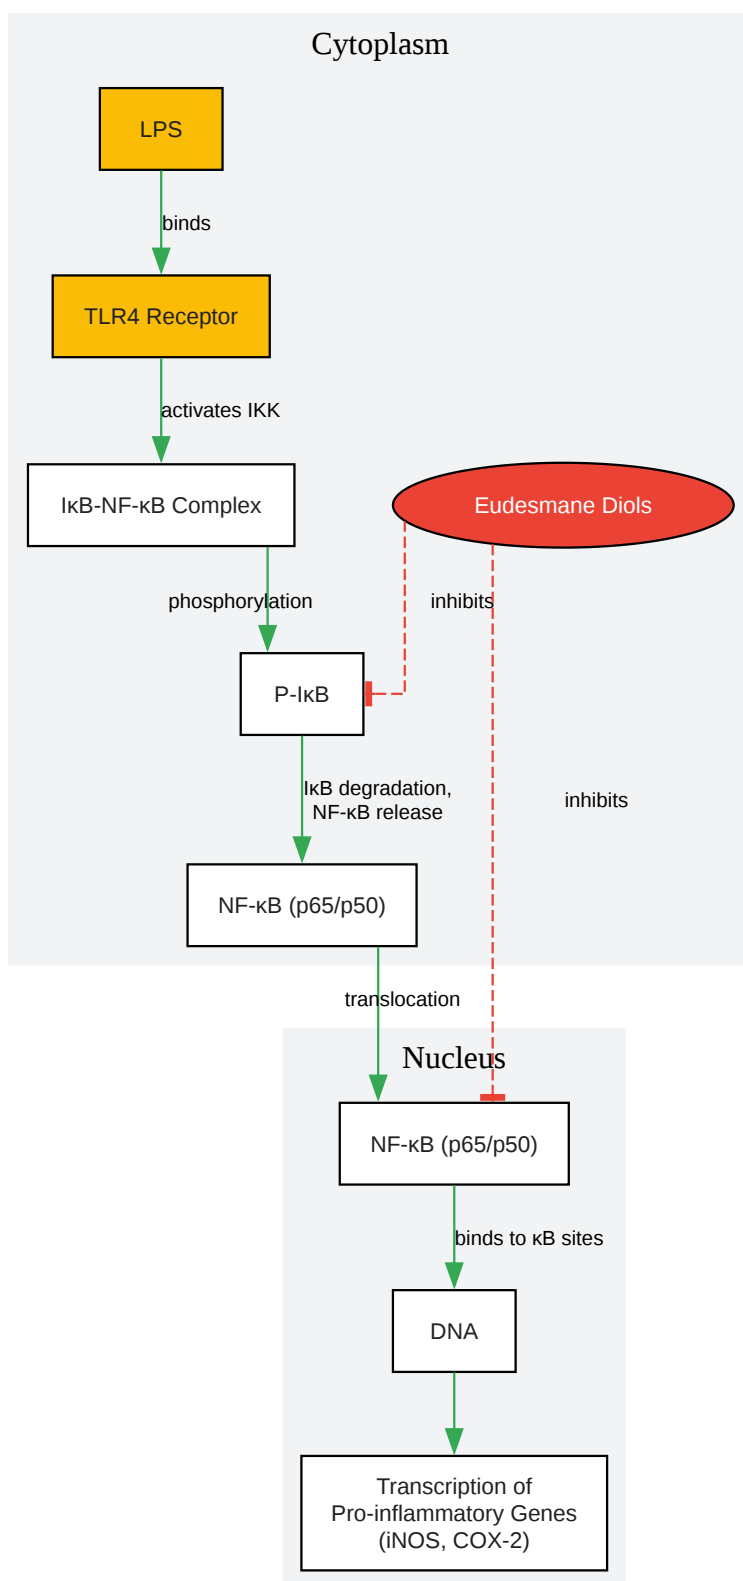 Cytoplasm
LPS
binds
TLR4 Receptor
activates IKK
IκB-NF-κB Complex
Eudesmane Diols
phosphorylation
inhibits
P-IκB
IκB degradation,
NF-κB release
inhibits
NF-κB (p65/p50)
translocation
Nucleus
NF-κB (p65/p50)
binds to κB sites
DNA
Transcription of
Pro-inflammatory Genes
(iNOS, COX-2)